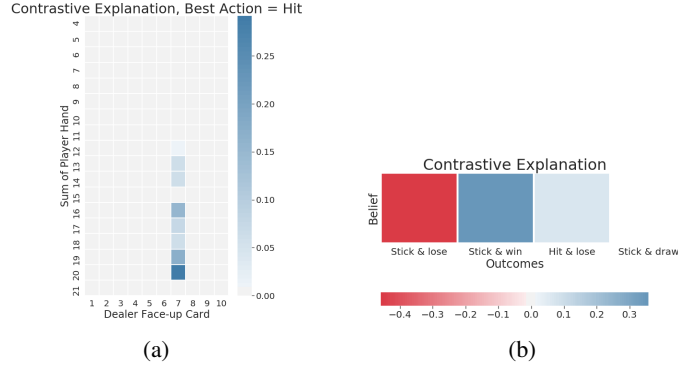 Contrastive Explanation, Best Action = Hit
Sum of Player Hand
4
5
6
7
8
9
10
11
12
13
14
15
16
17
18
19
20
21
1 2 3 4 5 6 7 8 9 10
Dealer Face-up Card
0.25
0.20
0.15
0.10
0.05
0.00
(a)
Contrastive Explanation
Belief
Stick & lose Stick & win Hit & lose Stick & draw
Outcomes
−0.4 −0.3 −0.2 −0.1 0.0 0.1 0.2 0.3
(b)